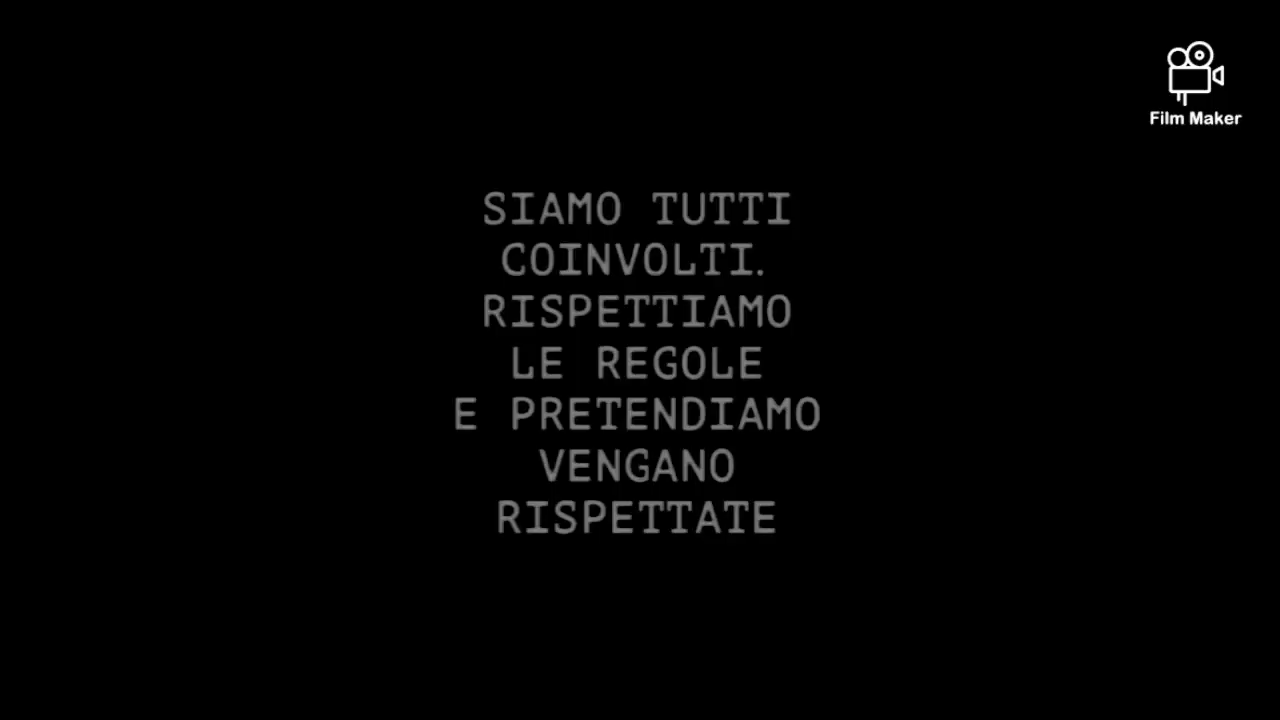 Film Maker
SIAMO TUTTI
COINVOLTI.
RISPETTIAMO
LE REGOLE
E PRETENDIAMO
VENGANO
RISPETTATE